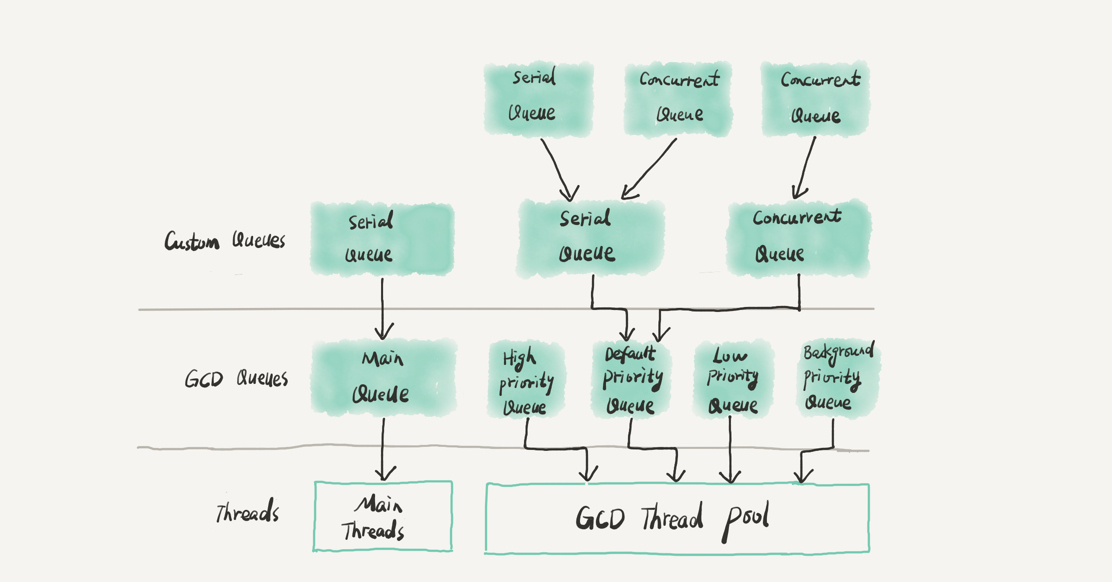 Serial
Queue
Concurrent
Queue
Concurrent
Queue
Custom Queues
Serial
Queue
Serial
Queue
Concurrent
Queue
GCD Queues
Main
Queue
High
priority
Queue
Default
priority
Queue
Low
Priority
Queue
Background
priority
Queue
Threads
Main
Threads
GCD Thread Pool